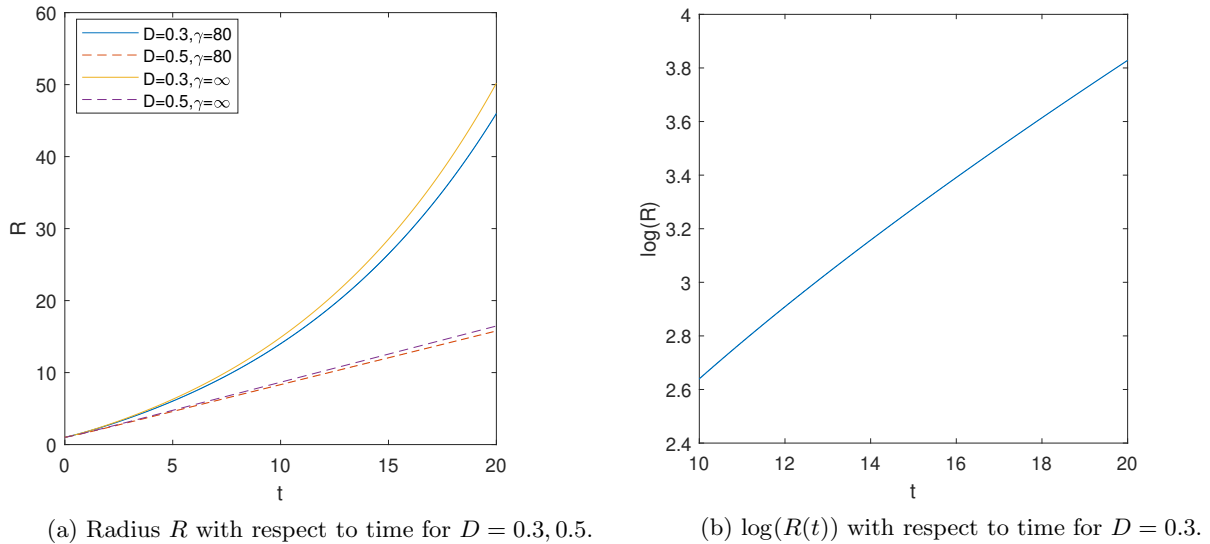 60
50
40
30
20
10
0
R
D=0.3,γ=80
D=0.5,γ=80
D=0.3,γ=∞
D=0.5,γ=∞
0 5 10 15 20
t
(a) Radius R with respect to time for D = 0.3, 0.5.
4
3.8
3.6
3.4
3.2
3
2.8
2.6
2.4
log(R)
10 12 14 16 18 20
t
(b) log(R(t)) with respect to time for D = 0.3.